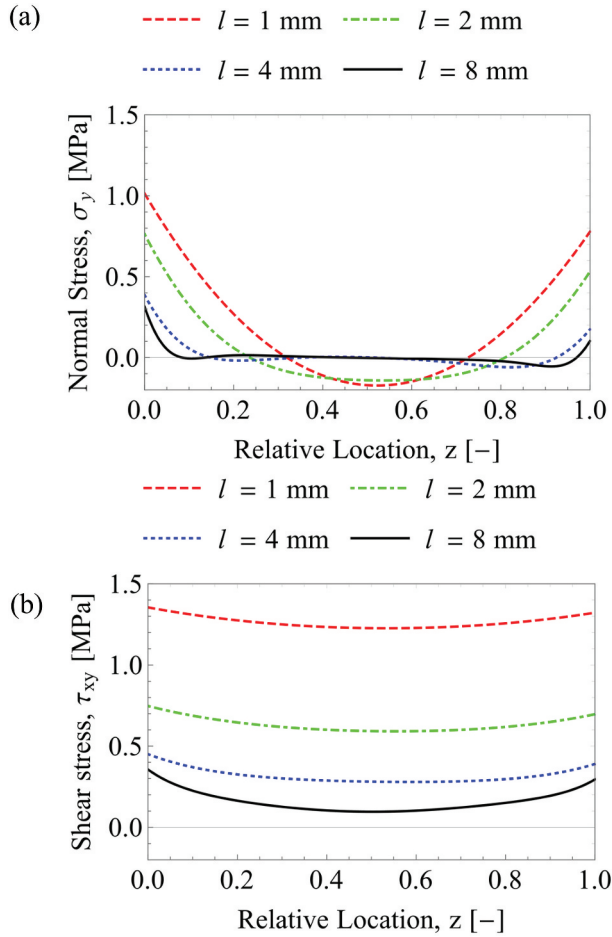 (a)
l = 1 mm l = 2 mm
l = 4 mm l = 8 mm
1.5
1.0
0.5
0.0
Normal Stress, σy [MPa]
0.0 0.2 0.4 0.6 0.8 1.0
Relative Location, z [−]
l = 1 mm l = 2 mm
l = 4 mm l = 8 mm
(b)
1.5
1.0
0.5
0.0
Shear stress, τxy [MPa]
0.0 0.2 0.4 0.6 0.8 1.0
Relative Location, z [−]